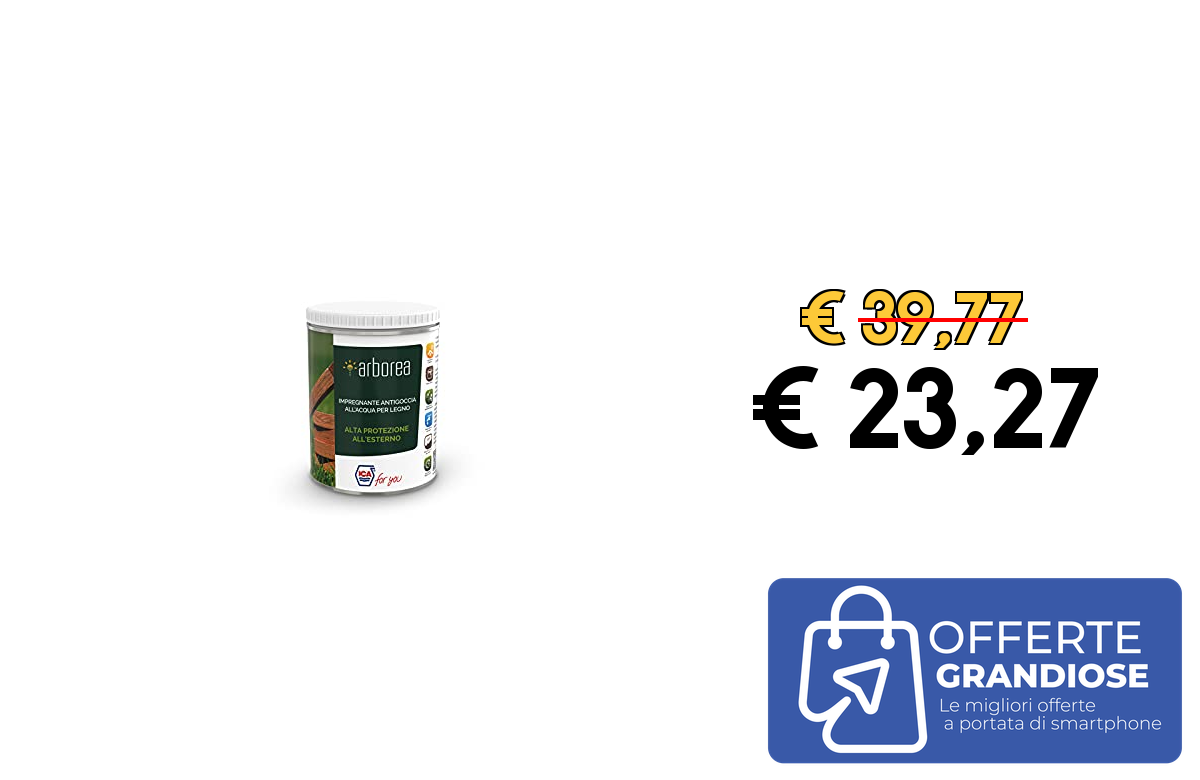 € 39,77
€ 23,27
arborea
IMPREGNANTE ANTIGOCCIA
ALL'ACQUA PER LEGNO
ALTA PROTEZIONE
ALL'ESTERNO
ICA
for you
OFFERTE
GRANDIOSE
Le migliori offerte
a portata di smartphone